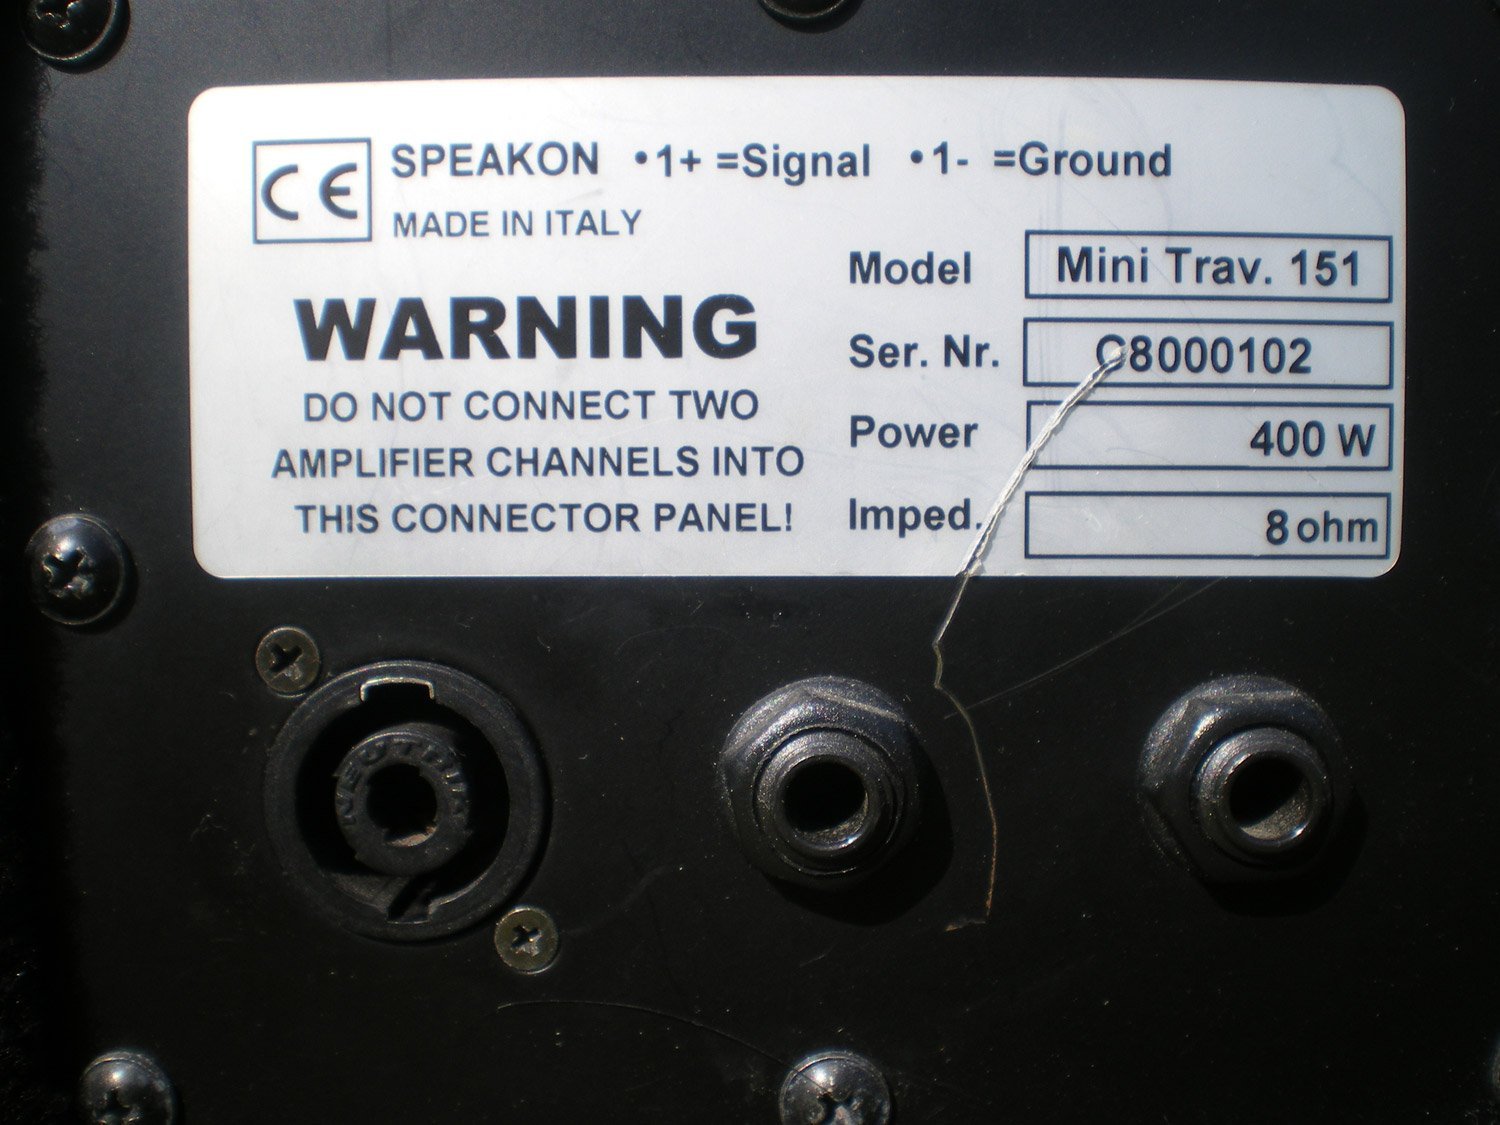 CE
SPEAKON •1+ =Signal •1- =Ground
MADE IN ITALY
WARNING
DO NOT CONNECT TWO
AMPLIFIER CHANNELS INTO
THIS CONNECTOR PANEL!
Model Mini Trav. 151
Ser. Nr. C8000102
Power 400 W
Imped. 8 ohm
NEUTRIK